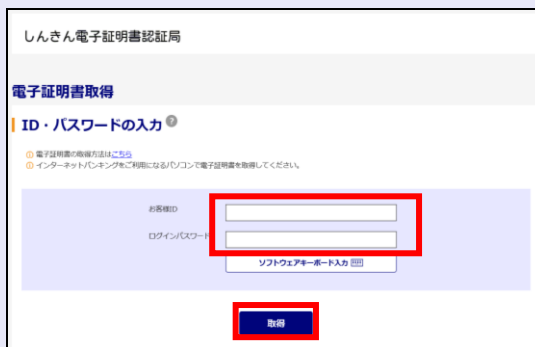 しんきん電子証明書認証局
電子証明書取得
ID・パスワードの入力 ?
電子証明書の取得方法はこちら
インターネットバンキングをご利用になるパソコンで電子証明書を取得してください。
お客様ID
ログインパスワード
ソフトウェアキーボード入力
取得